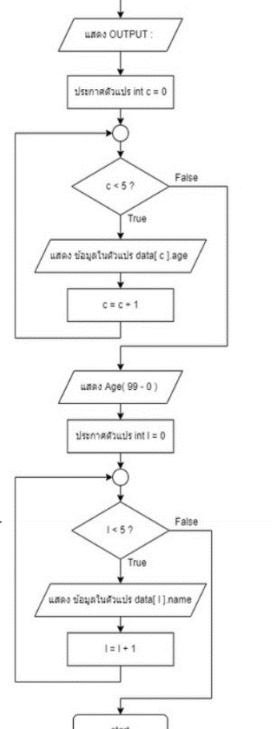 แสดง OUTPUT :
ประกาศตัวแปร int c = 0
c < 5 ?
False
True
แสดง ข้อมูลในตัวแปร data[ c ].age
c = c + 1
แสดง Age( 99 - 0 )
ประกาศตัวแปร int l = 0
l < 5 ?
False
True
แสดง ข้อมูลในตัวแปร data[ l ].name
l = l + 1